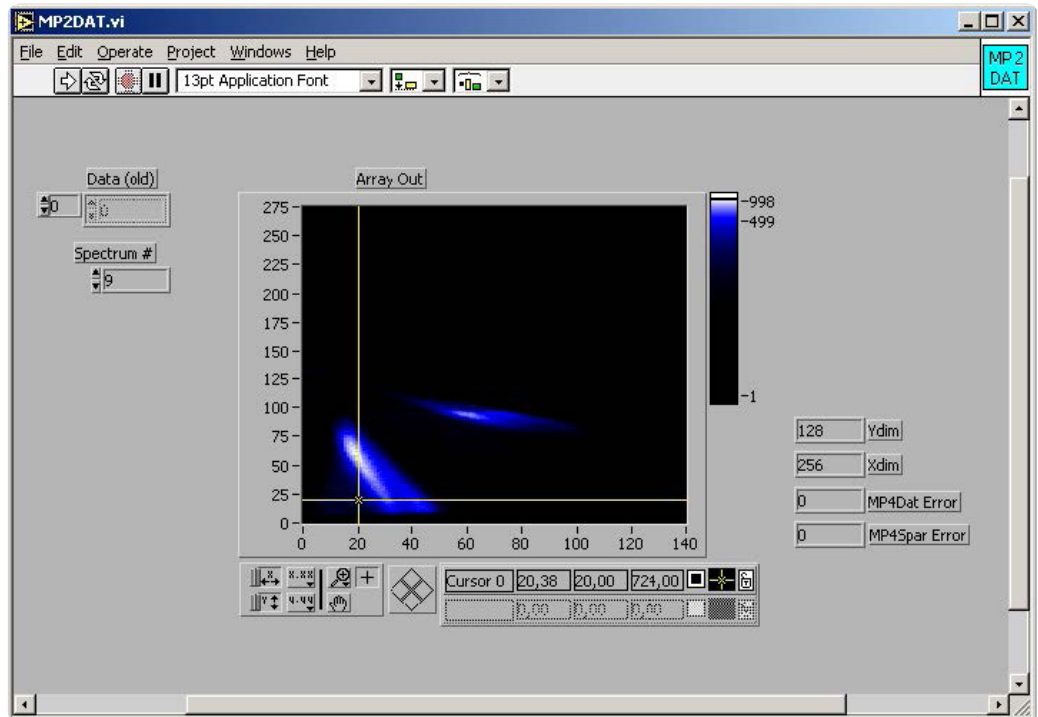 MP2DAT.vi
File Edit Operate Project Windows Help
MP2
DAT
13pt Application Font
Data (old)
0 0
Spectrum #
9
Array Out
275
250
225
200
175
150
125
100
75
50
25
0
0 20 40 60 80 100 120 140
-998
-499
-1
128 Ydim
256 Xdim
0 MP4Dat Error
0 MP4Spar Error
X.XX
Y.YY
Cursor 0 20,38 20,00 724,00
0,00 0,00 0,00